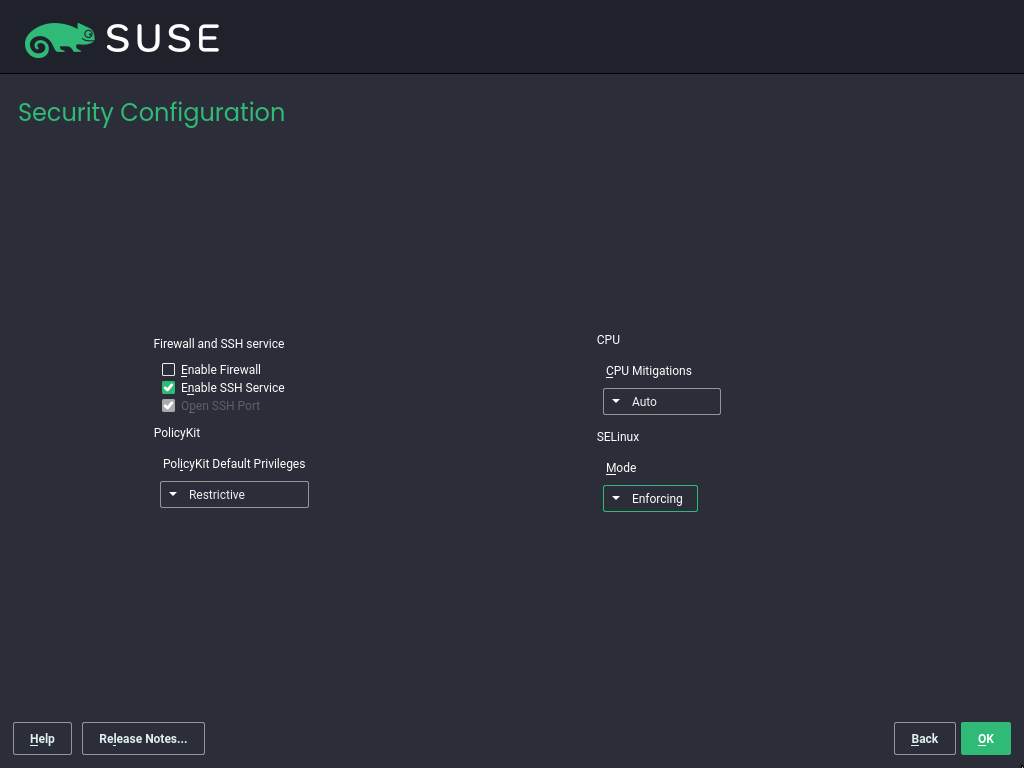 SUSE
Security Configuration
Firewall and SSH service
Enable Firewall
Enable SSH Service
Open SSH Port
PolicyKit
PolicyKit Default Privileges
Restrictive
CPU
CPU Mitigations
Auto
SELinux
Mode
Enforcing
Help
Release Notes...
Back
OK